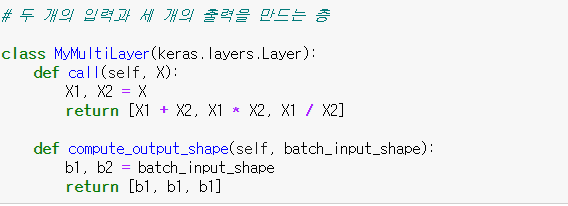 # 두 개의 입력과 세 개의 출력을 만드는 층
class MyMultiLayer(keras.layers.Layer):
    def call(self, X):
        X1, X2 = X
        return [X1 + X2, X1 * X2, X1 / X2]
    def compute_output_shape(self, batch_input_shape):
        b1, b2 = batch_input_shape
        return [b1, b1, b1]